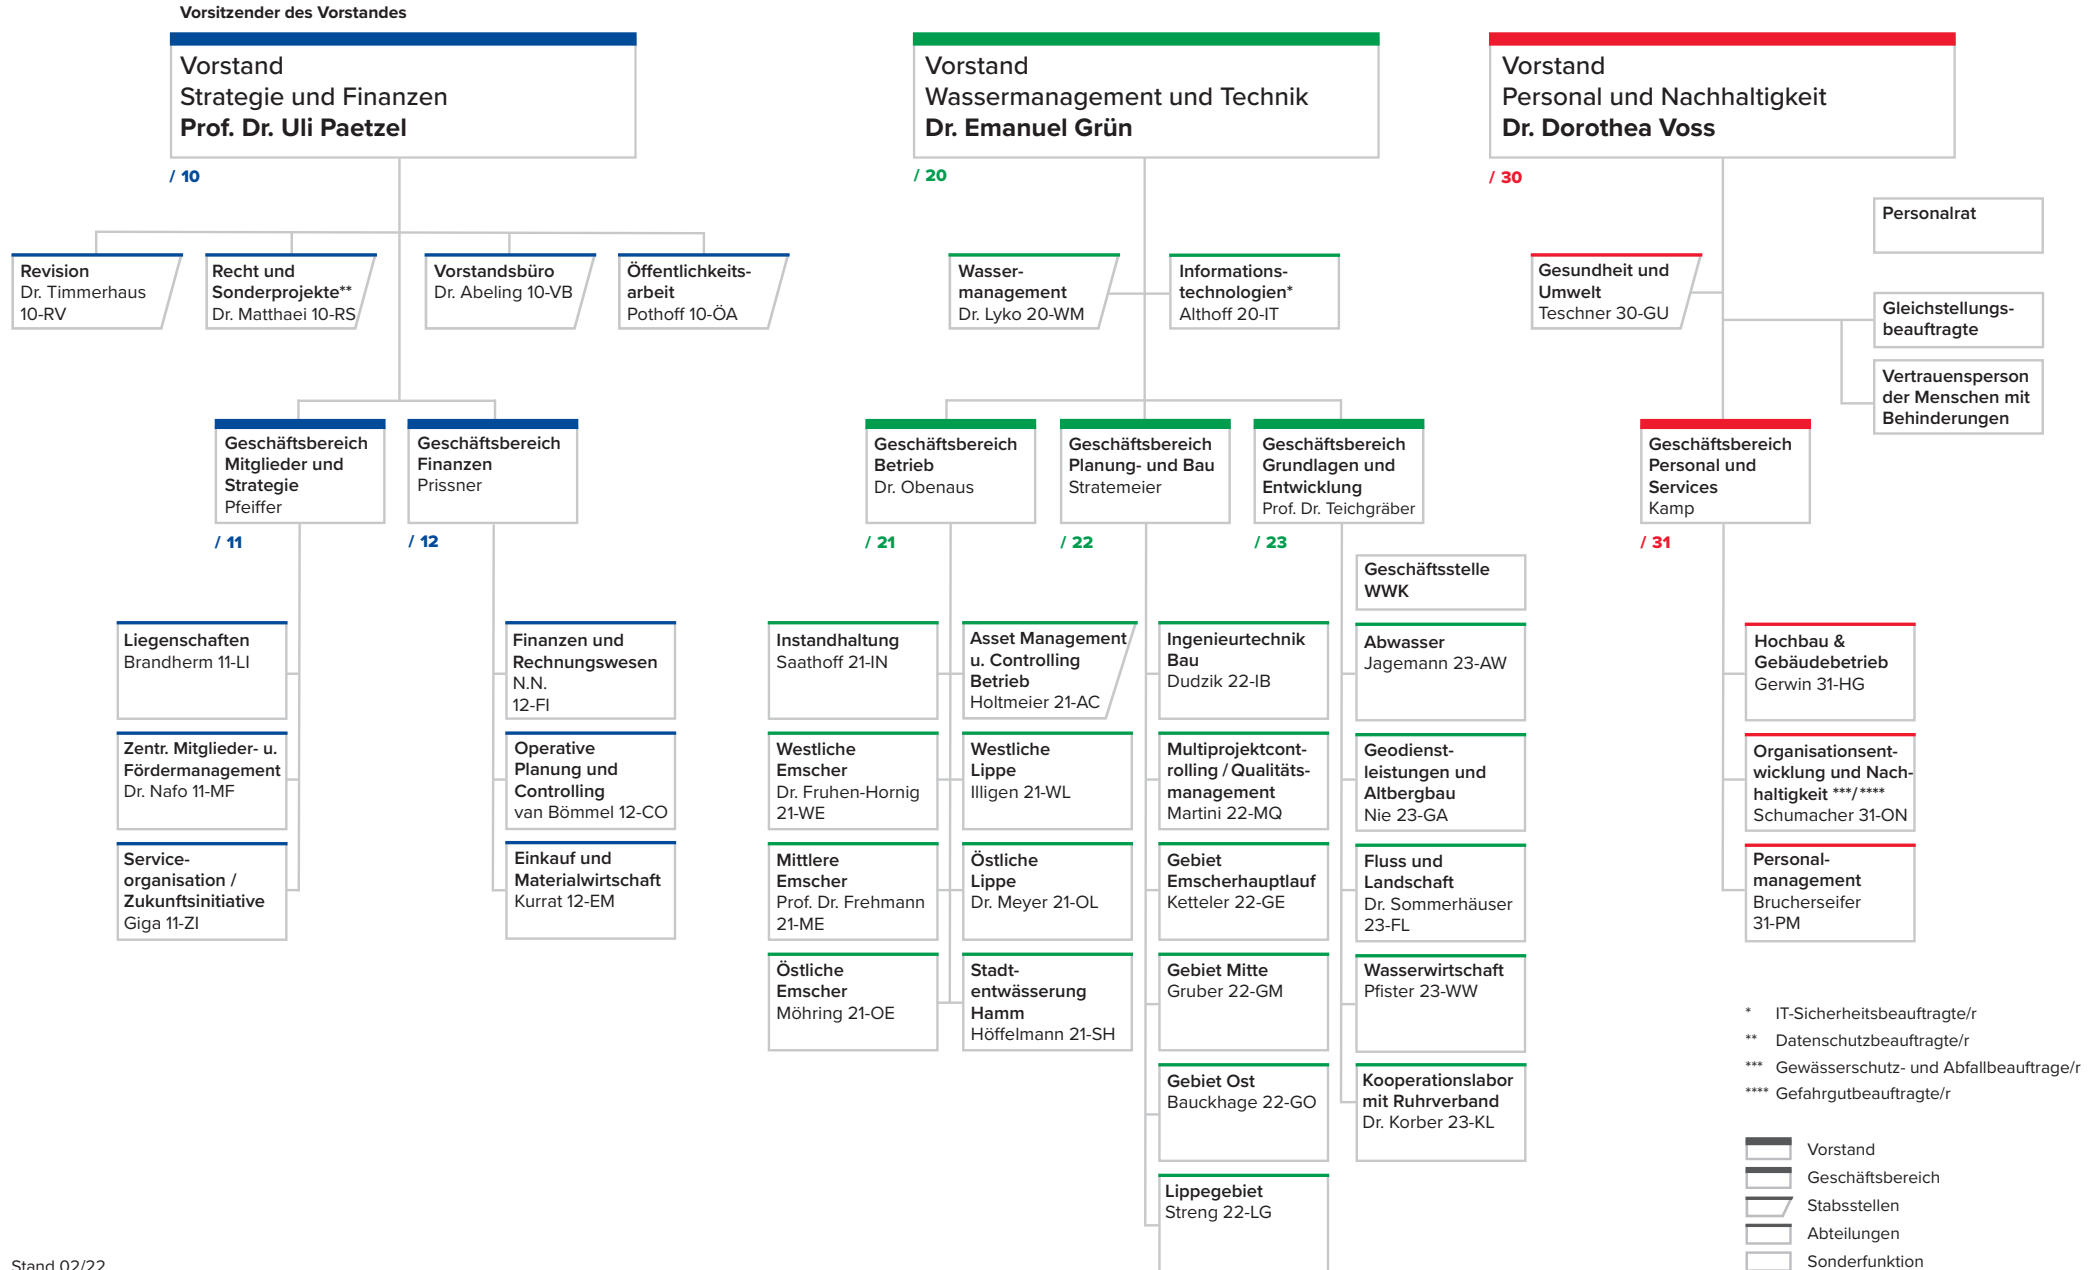 Vorsitzender des Vorstandes
Vorstand
Strategie und Finanzen
Prof. Dr. Uli Paetzel
/ 10
Vorstand
Wassermanagement und Technik
Dr. Emanuel Grün
/ 20
Vorstand
Personal und Nachhaltigkeit
Dr. Dorothea Voss
/ 30
Revision
Dr. Timmerhaus
10-RV
Recht und
Sonderprojekte**
Dr. Matthaei 10-RS
Vorstandsbüro
Dr. Abeling 10-VB
Öffentlichkeits-
arbeit
Pothoff 10-ÖA
Wasser-
management
Dr. Lyko 20-WM
Informations-
technologien*
Althoff 20-IT
Gesundheit und
Umwelt
Teschner 30-GU
Personalrat
Gleichstellungs-
beauftragte
Vertrauensperson
der Menschen mit
Behinderungen
Geschäftsbereich
Mitglieder und
Strategie
Pfeiffer
/ 11
Geschäftsbereich
Finanzen
Prissner
/ 12
Geschäftsbereich
Betrieb
Dr. Obenaus
/ 21
Geschäftsbereich
Planung- und Bau
Stratemeier
/ 22
Geschäftsbereich
Grundlagen und
Entwicklung
Prof. Dr. Teichgräber
/ 23
Geschäftsbereich
Personal und
Services
Kamp
/ 31
Liegenschaften
Brandherm 11-LI
Zentr. Mitglieder- u.
Fördermanagement
Dr. Nafo 11-MF
Service-
organisation /
Zukunftsinitiative
Giga 11-ZI
Finanzen und
Rechnungswesen
N.N.
12-FI
Operative
Planung und
Controlling
van Bömmel 12-CO
Einkauf und
Materialwirtschaft
Kurrat 12-EM
Instandhaltung
Saathoff 21-IN
Westliche
Emscher
Dr. Fruhen-Hornig
21-WE
Mittlere
Emscher
Prof. Dr. Frehmann
21-ME
Östliche
Emscher
Möhring 21-OE
Asset Management
u. Controlling
Betrieb
Holtmeier 21-AC
Westliche
Lippe
Illigen 21-WL
Östliche
Lippe
Dr. Meyer 21-OL
Stadt-
entwässerung
Hamm
Höffelmann 21-SH
Ingenieurtechnik
Bau
Dudzik 22-IB
Multiprojektcont-
rolling / Qualitäts-
management
Martini 22-MQ
Gebiet
Emscherhauptlauf
Ketteler 22-GE
Gebiet Mitte
Gruber 22-GM
Gebiet Ost
Bauckhage 22-GO
Lippegebiet
Streng 22-LG
Geschäftsstelle
WWK
Abwasser
Jagemann 23-AW
Geodienst-
leistungen und
Altbergbau
Nie 23-GA
Fluss und
Landschaft
Dr. Sommerhäuser
23-FL
Wasserwirtschaft
Pfister 23-WW
Kooperationslabor
mit Ruhrverband
Dr. Korber 23-KL
Hochbau &
Gebäudebetrieb
Gerwin 31-HG
Organisationsent-
wicklung und Nach-
haltigkeit ***/****
Schumacher 31-ON
Personal-
management
Brucherseifer
31-PM
* IT-Sicherheitsbeauftragte/r
** Datenschutzbeauftragte/r
*** Gewässerschutz- und Abfallbeauftrage/r
**** Gefahrgutbeauftragte/r
Vorstand
Geschäftsbereich
Stabsstellen
Abteilungen
Sonderfunktion
Stand 02/22